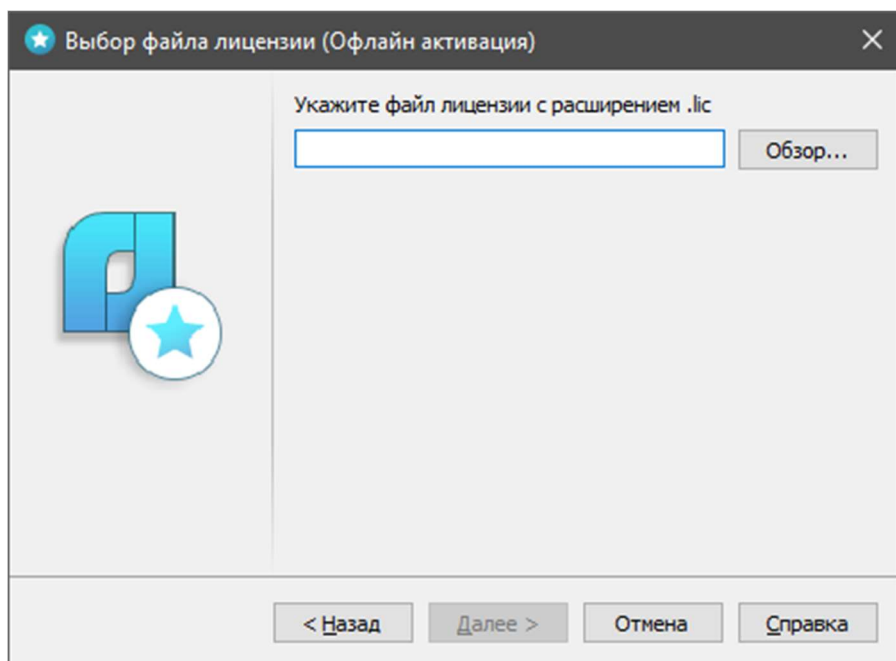 Выбор файла лицензии (Офлайн активация)
Укажите файл лицензии с расширением .lic
Обзор...
< Назад
Далее >
Отмена
Справка